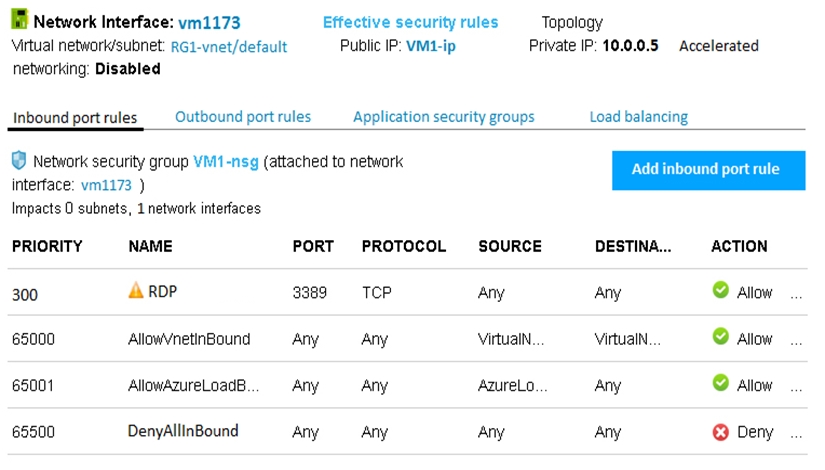 Network Interface: vm1173 Effective security rules Topology
Virtual network/subnet: RG1-vnet/default Public IP: VM1-ip Private IP: 10.0.0.5 Accelerated
networking: Disabled
Inbound port rules Outbound port rules Application security groups Load balancing
Network security group VM1-nsg (attached to network
interface: vm1173 )
Impacts 0 subnets, 1 network interfaces
Add inbound port rule
PRIORITY NAME PORT PROTOCOL SOURCE DESTINA... ACTION
300 RDP 3389 TCP Any Any Allow ...
65000 AllowVnetInBound Any Any VirtualN... VirtualN... Allow ...
65001 AllowAzureLoadB... Any Any AzureLo... Any Allow ...
65500 DenyAllInBound Any Any Any Any Deny ...